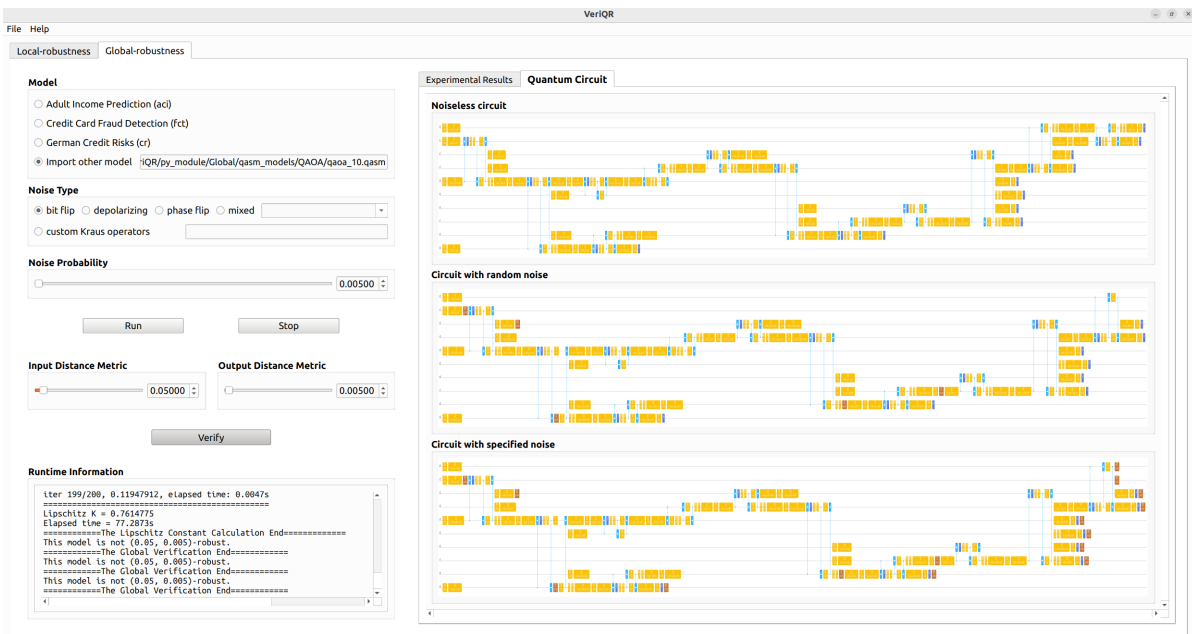 VeriQR
File Help
Local-robustness Global-robustness
Model
Adult Income Prediction (aci)
Credit Card Fraud Detection (fct)
German Credit Risks (cr)
Import other model 'IQR/py_module/Global/qasm_models/QAOA/qaoa_10.qasm
Noise Type
bit flip depolarizing phase flip mixed
custom Kraus operators
Noise Probability
0.00500
Run Stop
Input Distance Metric Output Distance Metric
0.05000 0.00500
Verify
Runtime Information
iter 199/200, 0.11947912, elapsed time: 0.0047s
===============================================
Lipschitz K = 0.7614775
Elapsed time = 77.2873s
============The Lipschitz Constant Calculation End=============
This model is not (0.05, 0.005)-robust.
============The Global Verification End============
This model is not (0.05, 0.005)-robust.
============The Global Verification End============
This model is not (0.05, 0.005)-robust.
============The Global Verification End============
Experimental Results Quantum Circuit
Noiseless circuit
Circuit with random noise
Circuit with specified noise